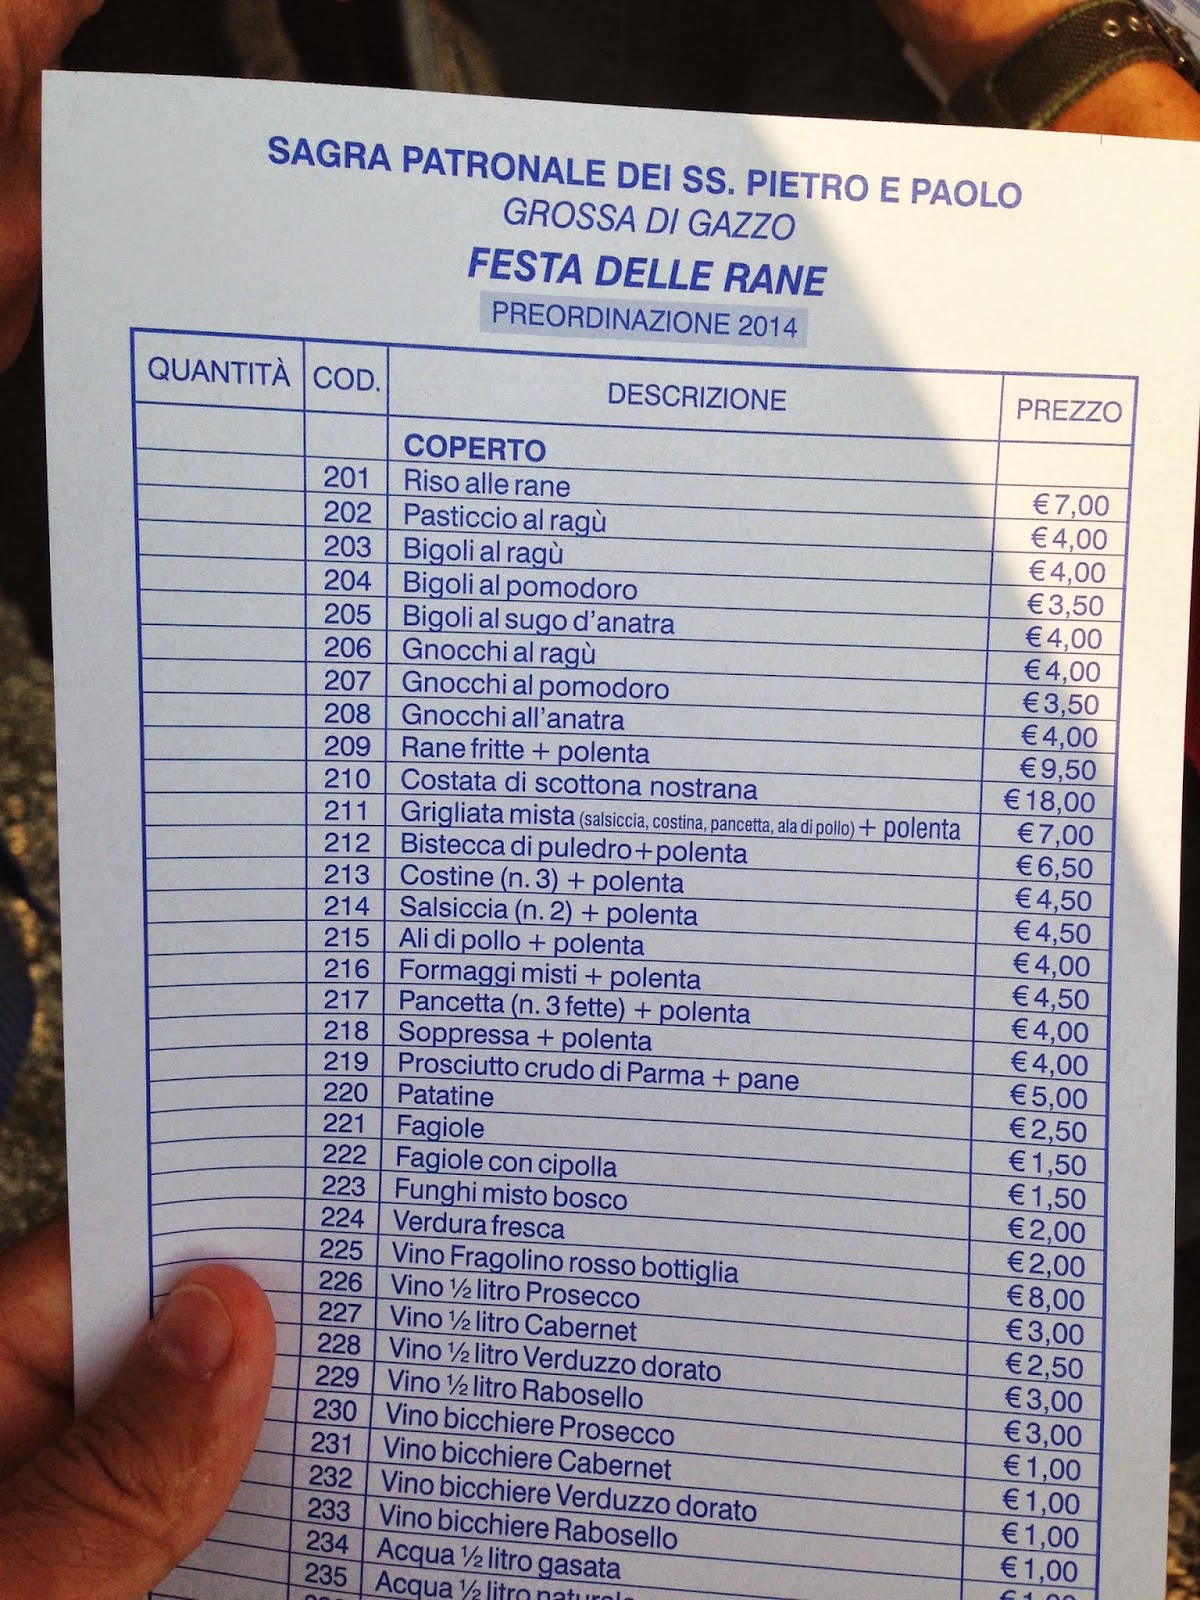 SAGRA PATRONALE DEI SS. PIETRO E PAOLO
GROSSA DI GAZZO
FESTA DELLE RANE
PREORDINAZIONE 2014
QUANTITÀ COD. DESCRIZIONE PREZZO
COPERTO
201 Riso alle rane € 7,00
202 Pasticcio al ragù € 4,00
203 Bigoli al ragù € 4,00
204 Bigoli al pomodoro € 3,50
205 Bigoli al sugo d'anatra € 4,00
206 Gnocchi al ragù € 4,00
207 Gnocchi al pomodoro € 3,50
208 Gnocchi all'anatra € 4,00
209 Rane fritte + polenta € 9,50
210 Costata di scottona nostrana € 18,00
211 Grigliata mista (salsiccia, costina, pancetta, ala di pollo) + polenta € 7,00
212 Bistecca di puledro+polenta € 6,50
213 Costine (n. 3) + polenta € 4,50
214 Salsiccia (n. 2) + polenta € 4,50
215 Ali di pollo + polenta € 4,00
216 Formaggi misti + polenta € 4,50
217 Pancetta (n. 3 fette) + polenta € 4,00
218 Soppressa + polenta € 4,00
219 Prosciutto crudo di Parma + pane € 5,00
220 Patatine € 2,50
221 Fagiole € 1,50
222 Fagiole con cipolla € 1,50
223 Funghi misto bosco € 2,00
224 Verdura fresca € 2,00
225 Vino Fragolino rosso bottiglia € 8,00
226 Vino ½ litro Prosecco € 3,00
227 Vino ½ litro Cabernet € 2,50
228 Vino ½ litro Verduzzo dorato € 3,00
229 Vino ½ litro Rabosello € 3,00
230 Vino bicchiere Prosecco € 1,00
231 Vino bicchiere Cabernet € 1,00
232 Vino bicchiere Verduzzo dorato € 1,00
233 Vino bicchiere Rabosello € 1,00
234 Acqua ½ litro gasata
235 Acqua ½ litro naturale